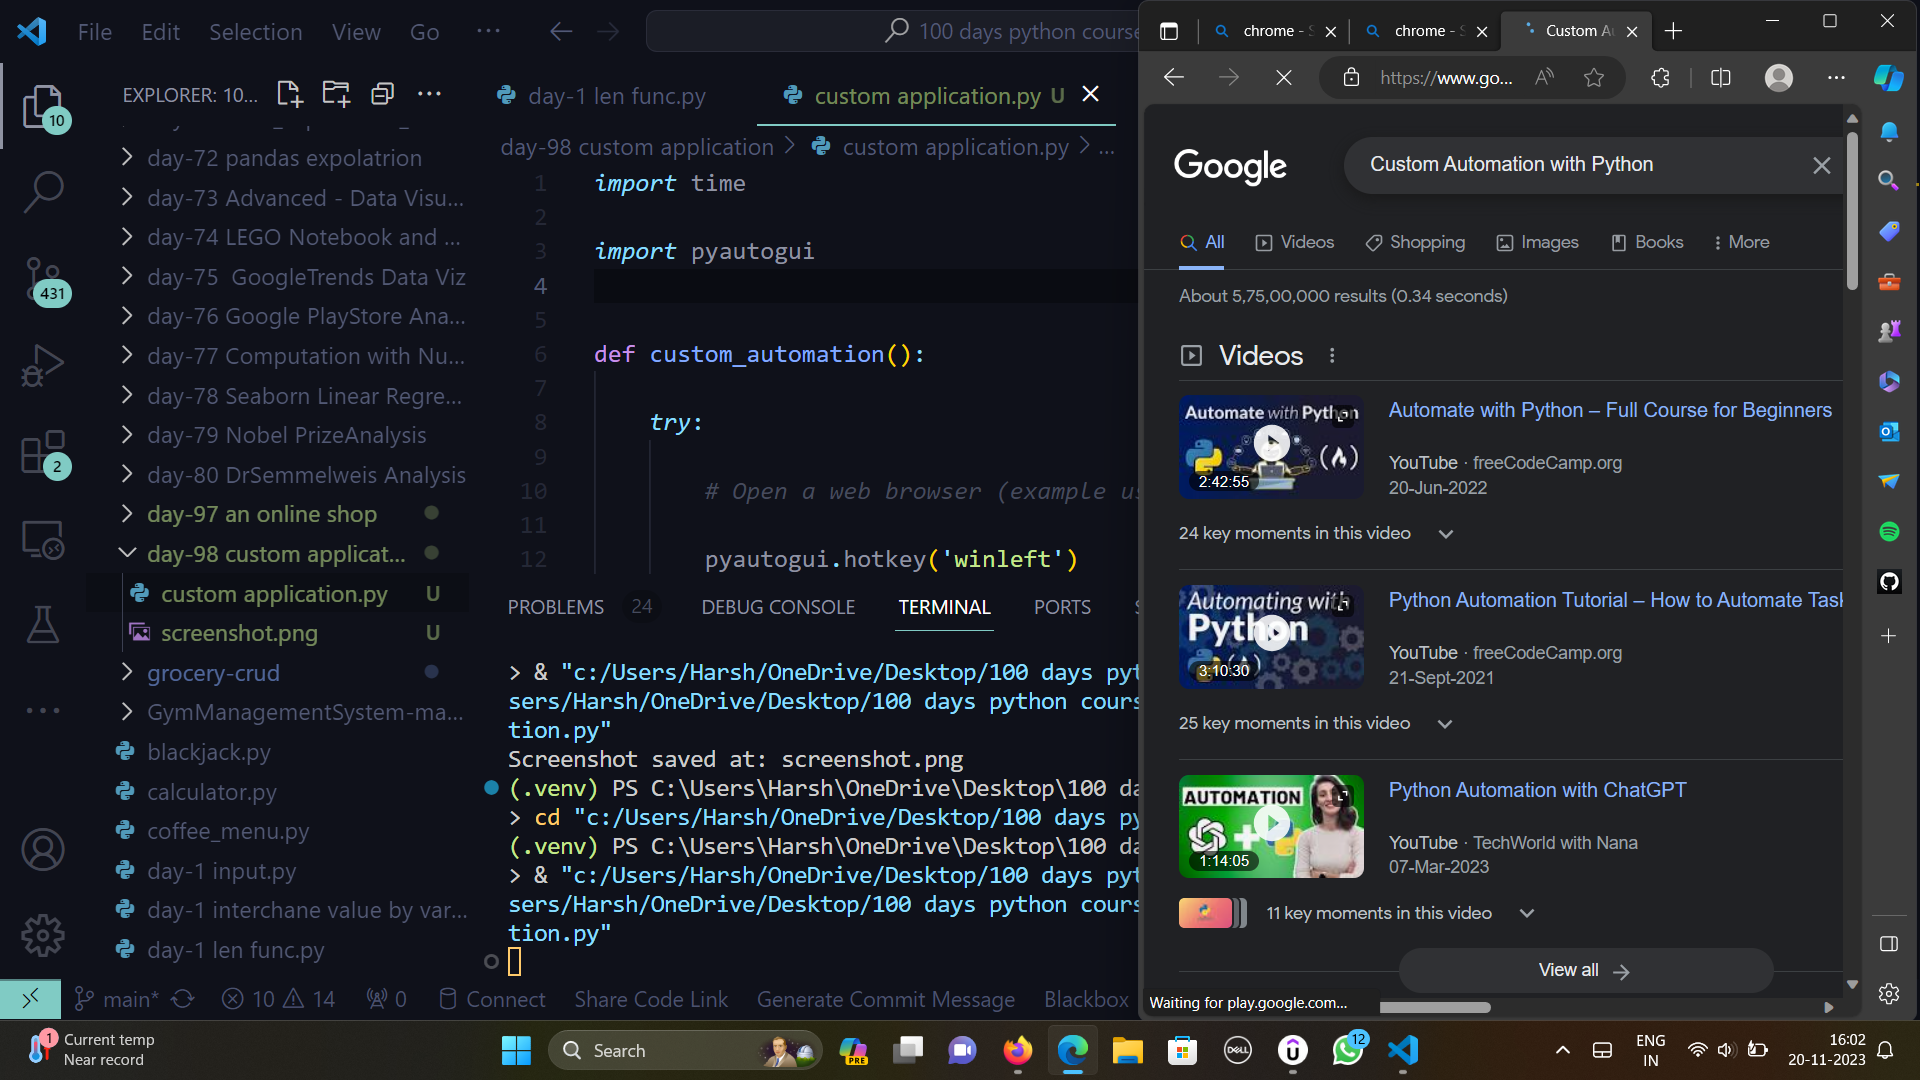 File Edit Selection View Go ...
100 days python course
EXPLORER: 10...
day-72 pandas expolatrion
day-73 Advanced - Data Visu...
day-74 LEGO Notebook and ...
day-75 GoogleTrends Data Viz
day-76 Google PlayStore Ana...
day-77 Computation with Nu...
day-78 Seaborn Linear Regre...
day-79 Nobel PrizeAnalysis
day-80 DrSemmelweis Analysis
day-97 an online shop
day-98 custom applicat...
custom application.py U
screenshot.png U
grocery-crud
GymManagementSystem-ma...
blackjack.py
calculator.py
coffee_menu.py
day-1 input.py
day-1 interchane value by var...
day-1 len func.py
10
431
2
day-1 len func.py
custom application.py U
day-98 custom application > custom application.py > ...
1 import time
2
3 import pyautogui
4
5
6 def custom_automation():
7
8 try:
9
10 # Open a web browser (example us
11
12 pyautogui.hotkey('winleft')
PROBLEMS 24 DEBUG CONSOLE TERMINAL PORTS
> & "c:/Users/Harsh/OneDrive/Desktop/100 days pyt
sers/Harsh/OneDrive/Desktop/100 days python cours
tion.py"
Screenshot saved at: screenshot.png
(.venv) PS C:\Users\Harsh\OneDrive\Desktop\100 da
> cd "c:/Users/Harsh/OneDrive/Desktop/100 days py
(.venv) PS C:\Users\Harsh\OneDrive\Desktop\100 da
> & "c:/Users/Harsh/OneDrive/Desktop/100 days pyt
sers/Harsh/OneDrive/Desktop/100 days python cours
tion.py"
main* 10 14 0 Connect Share Code Link Generate Commit Message Blackbox
chrome - S
chrome - S
Custom Au
https://www.go...
Google
Custom Automation with Python
All Videos Shopping Images Books More
About 5,75,00,000 results (0.34 seconds)
Videos
Automate with Python
2:42:55
Automate with Python – Full Course for Beginners
YouTube · freeCodeCamp.org
20-Jun-2022
24 key moments in this video
Automating with
Python
3:10:30
Python Automation Tutorial – How to Automate Task
YouTube · freeCodeCamp.org
21-Sept-2021
25 key moments in this video
AUTOMATION
1:14:05
Python Automation with ChatGPT
YouTube · TechWorld with Nana
07-Mar-2023
11 key moments in this video
View all
Waiting for play.google.com...
1
Current temp
Near record
Search
PRE
DELL
12
ENG
IN
16:02
20-11-2023